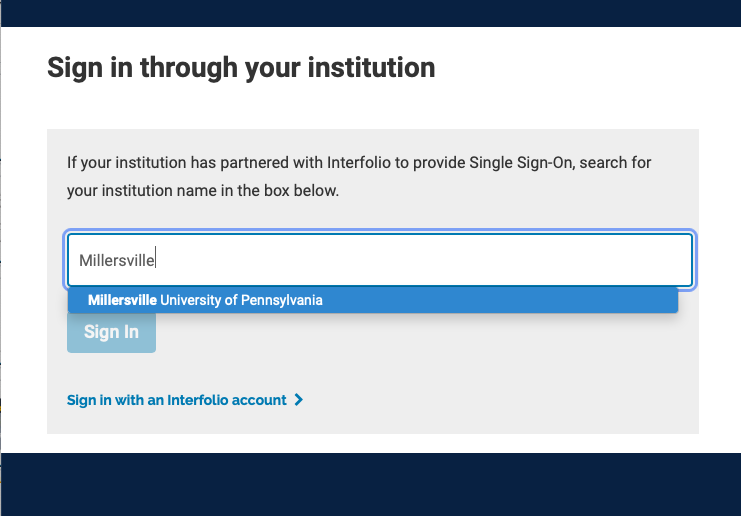 Sign in through your institution
If your institution has partnered with Interfolio to provide Single Sign-On, search for
your institution name in the box below.
Millersville
Millersville University of Pennsylvania
Sign In
Sign in with an Interfolio account